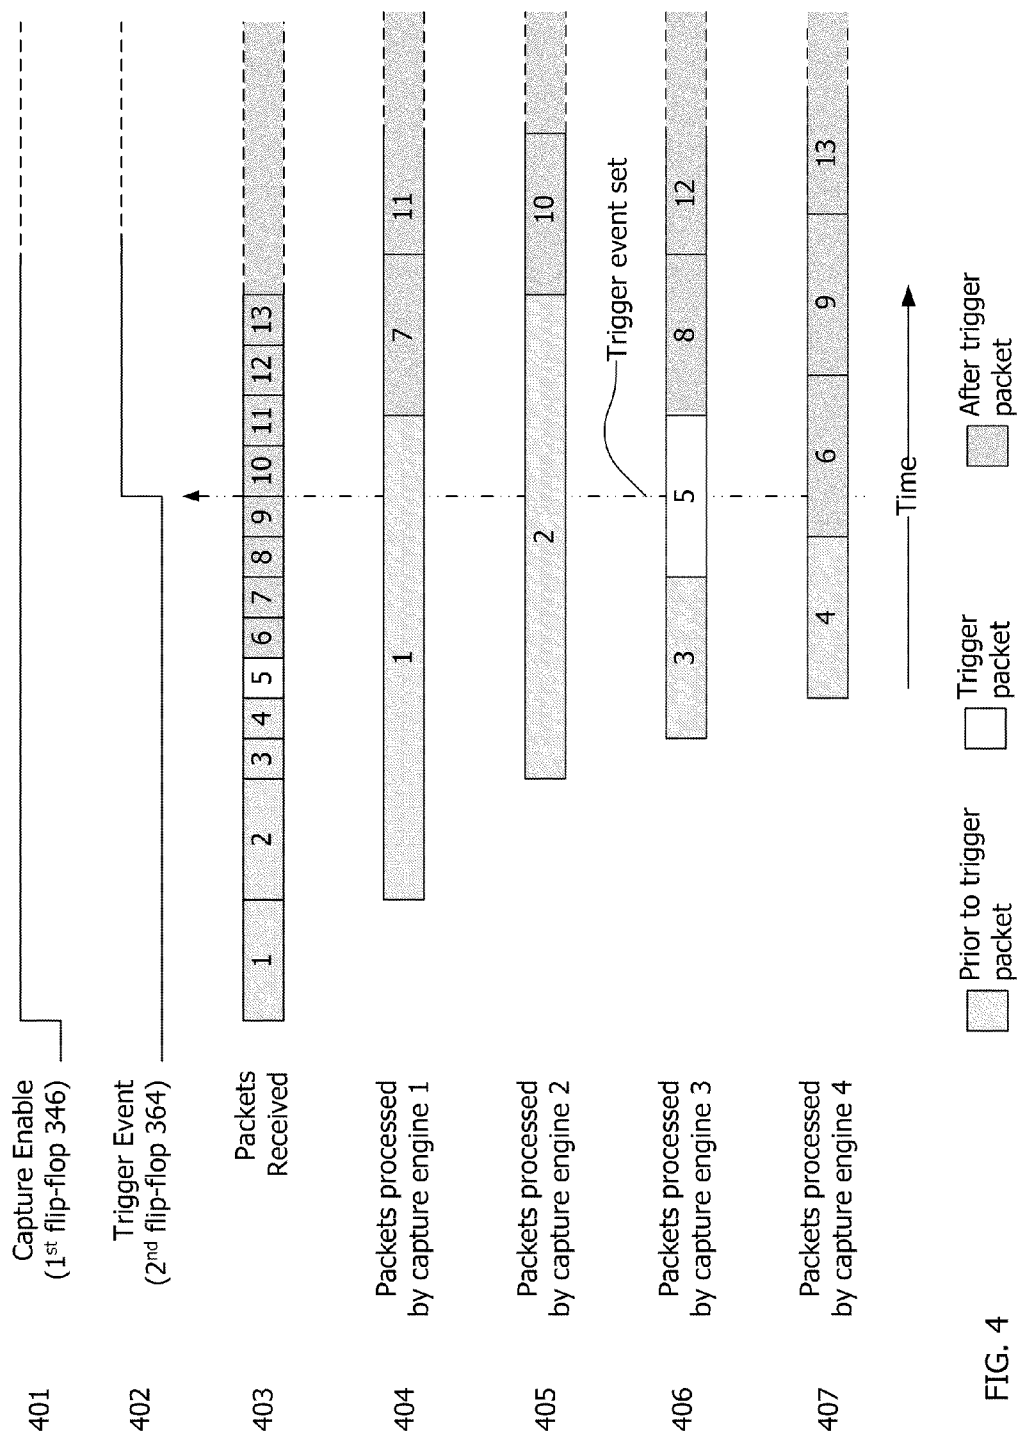 401
Capture Enable
(1st flip-flop 346)
402
Trigger Event
(2nd flip-flop 364)
403
Packets
Received
1 2 3 4 5 6 7 8 9 10 11 12 13
404
Packets processed
by capture engine 1
1 7 11
405
Packets processed
by capture engine 2
2 10
Trigger event set
406
Packets processed
by capture engine 3
3 5 8 12
407
Packets processed
by capture engine 4
4 6 9 13
Time
Prior to trigger
packet
Trigger
packet
After trigger
packet
FIG. 4